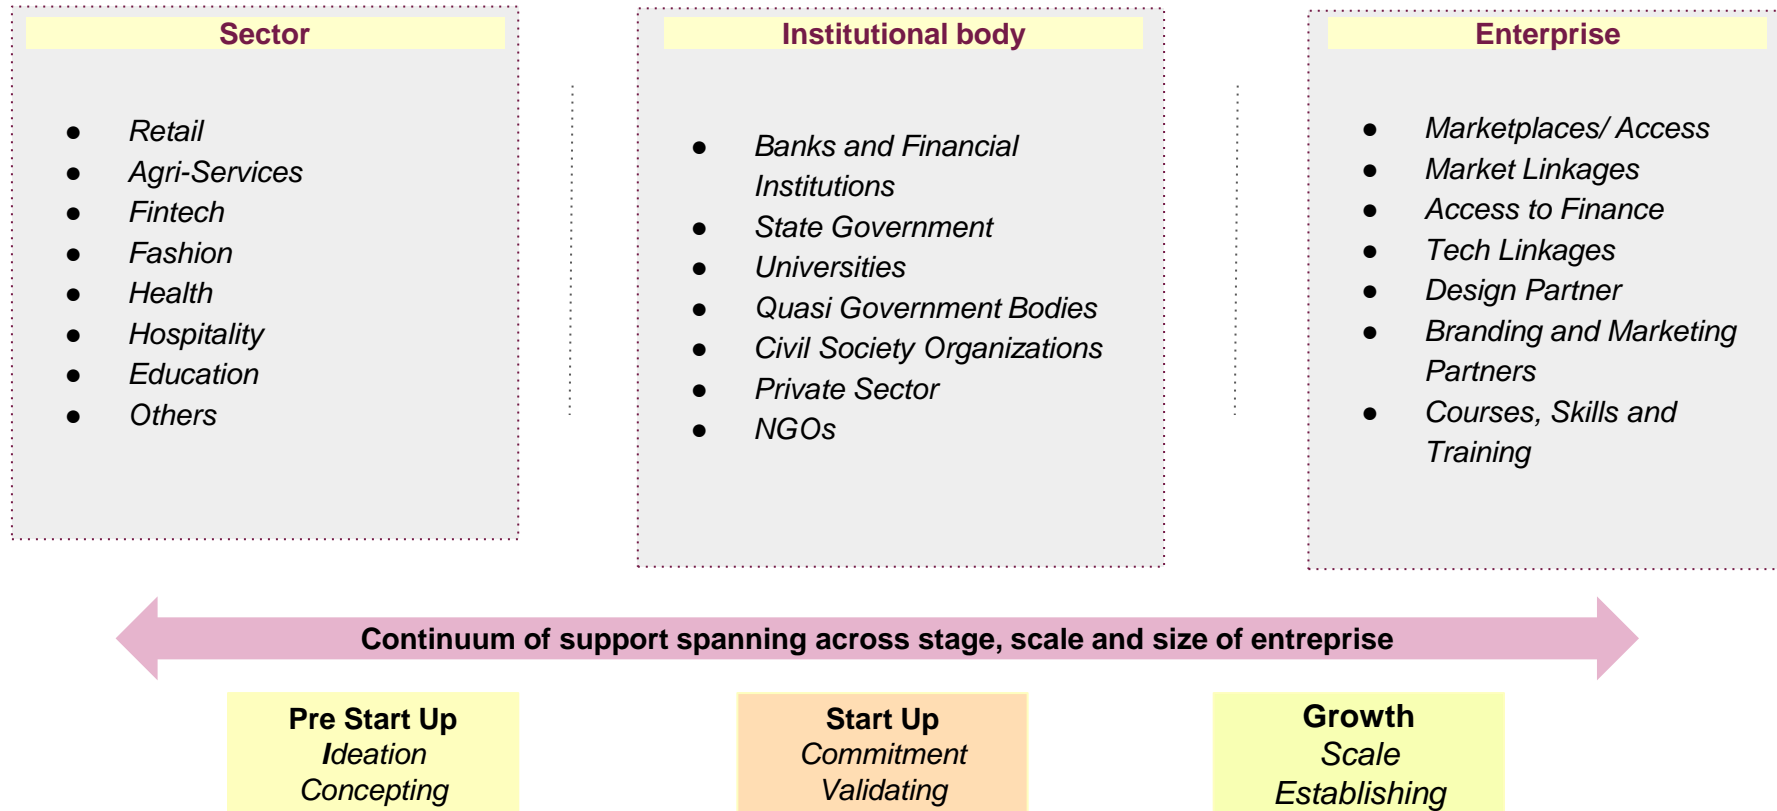 Sector
● Retail
● Agri-Services
● Fintech
● Fashion
● Health
● Hospitality
● Education
● Others
Institutional body
● Banks and Financial
Institutions
● State Government
● Universities
● Quasi Government Bodies
● Civil Society Organizations
● Private Sector
● NGOs
Enterprise
● Marketplaces/ Access
● Market Linkages
● Access to Finance
● Tech Linkages
● Design Partner
● Branding and Marketing
Partners
● Courses, Skills and
Training
Continuum of support spanning across stage, scale and size of entreprise
Pre Start Up
Ideation
Concepting
Start Up
Commitment
Validating
Growth
Scale
Establishing